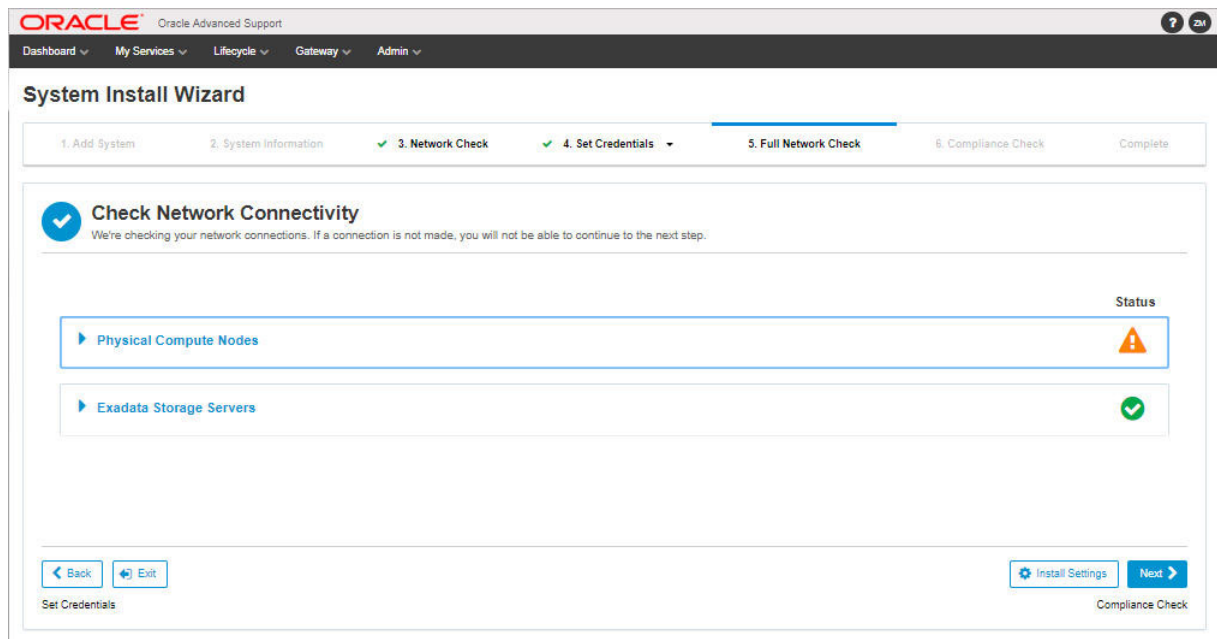 ORACLE Oracle Advanced Support ? ZM
Dashboard My Services Lifecycle Gateway Admin
System Install Wizard
1. Add System 2. System Information 3. Network Check 4. Set Credentials 5. Full Network Check 6. Compliance Check Complete
Check Network Connectivity
We're checking your network connections. If a connection is not made, you will not be able to continue to the next step.
Status
Physical Compute Nodes
Exadata Storage Servers
Back Exit Install Settings Next
Set Credentials Compliance Check